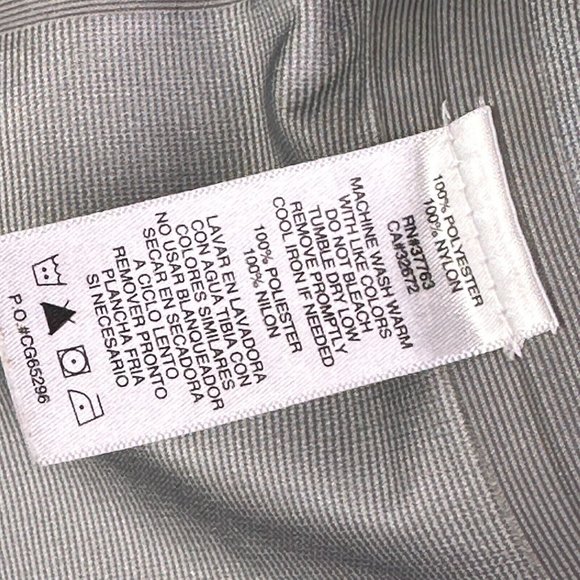 100% POLYESTER
100% NYLON
RN#37763
CA#32672
MACHINE WASH WARM
WITH LIKE COLORS
DO NOT BLEACH
TUMBLE DRY LOW
REMOVE PROMPTLY
COOL IRON IF NEEDED
100% POLIESTER
100% NILON
LAVAR EN LAVADORA
CON AGUA TIBIA CON
COLORES SIMILARES
NO USAR BLANQUEADOR
SECAR EN SECADORA
A CICLO LENTO
REMOVER PRONTO
PLANCHA FRIA
SI NECESARIO
P.O.#CG65296